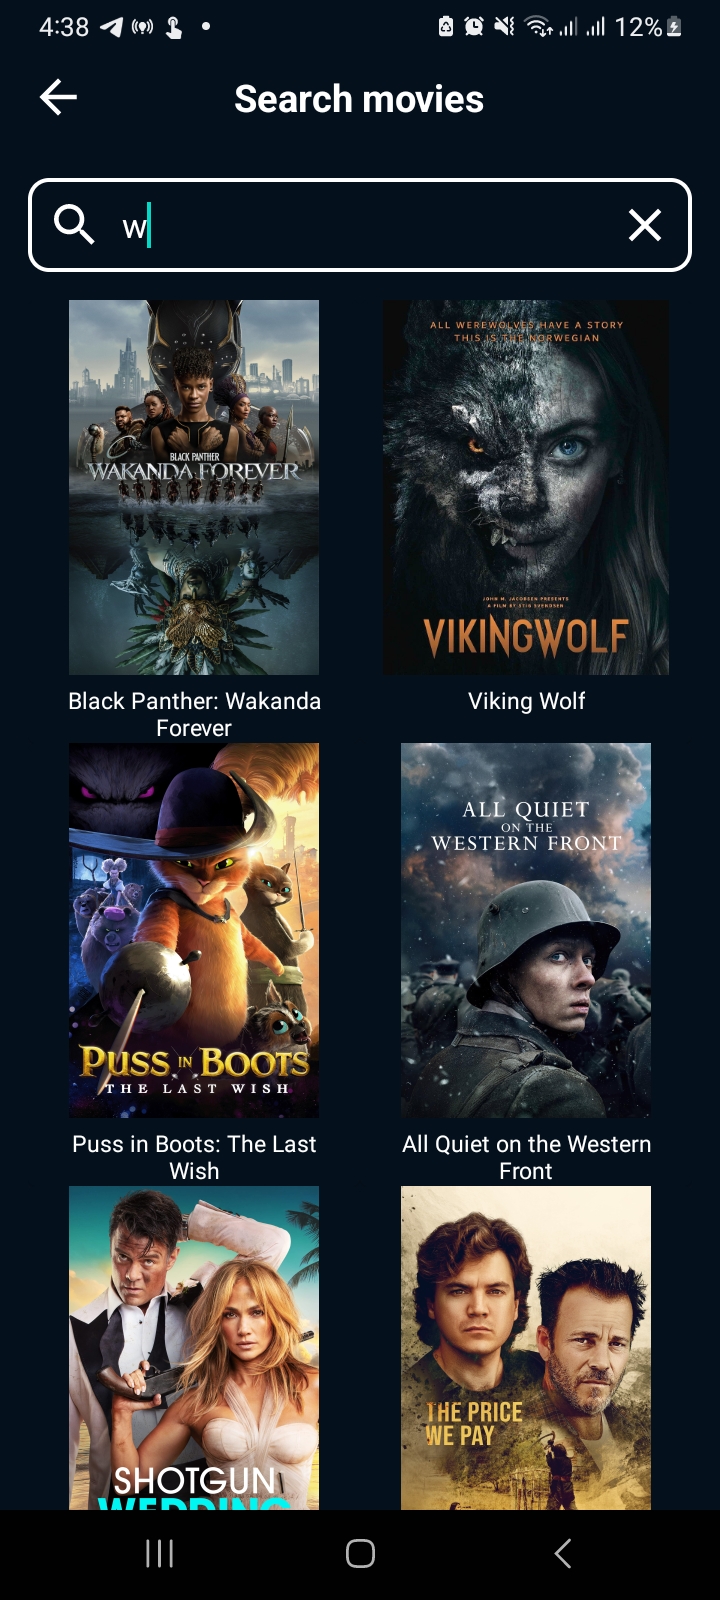 4:38
12%
Search movies
w
BLACK PANTHER
WAKANDA FOREVER
ALL WEREWOLVES HAVE A STORY
THIS IS THE NORWEGIAN
JOHN M. JACOBSEN PRESENTS
A FILM BY STIG SVENDSEN
VIKINGWOLF
Black Panther: Wakanda
Forever
Viking Wolf
PUSS IN BOOTS
THE LAST WISH
ALL QUIET
ON THE
WESTERN FRONT
Puss in Boots: The Last
Wish
All Quiet on the Western
Front
SHOTGUN
WEDDING
THE PRICE
WE PAY